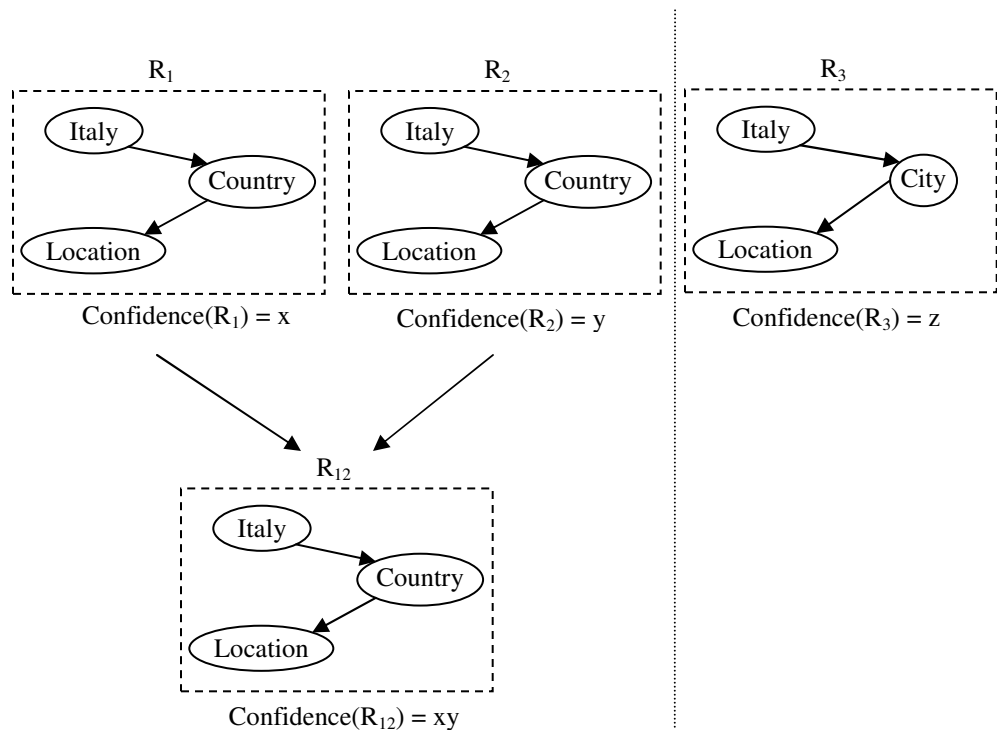 R₁
Italy
Country
Location
Confidence(R₁) = x
R₂
Italy
Country
Location
Confidence(R₂) = y
R₃
Italy
City
Location
Confidence(R₃) = z
R₁₂
Italy
Country
Location
Confidence(R₁₂) = xy